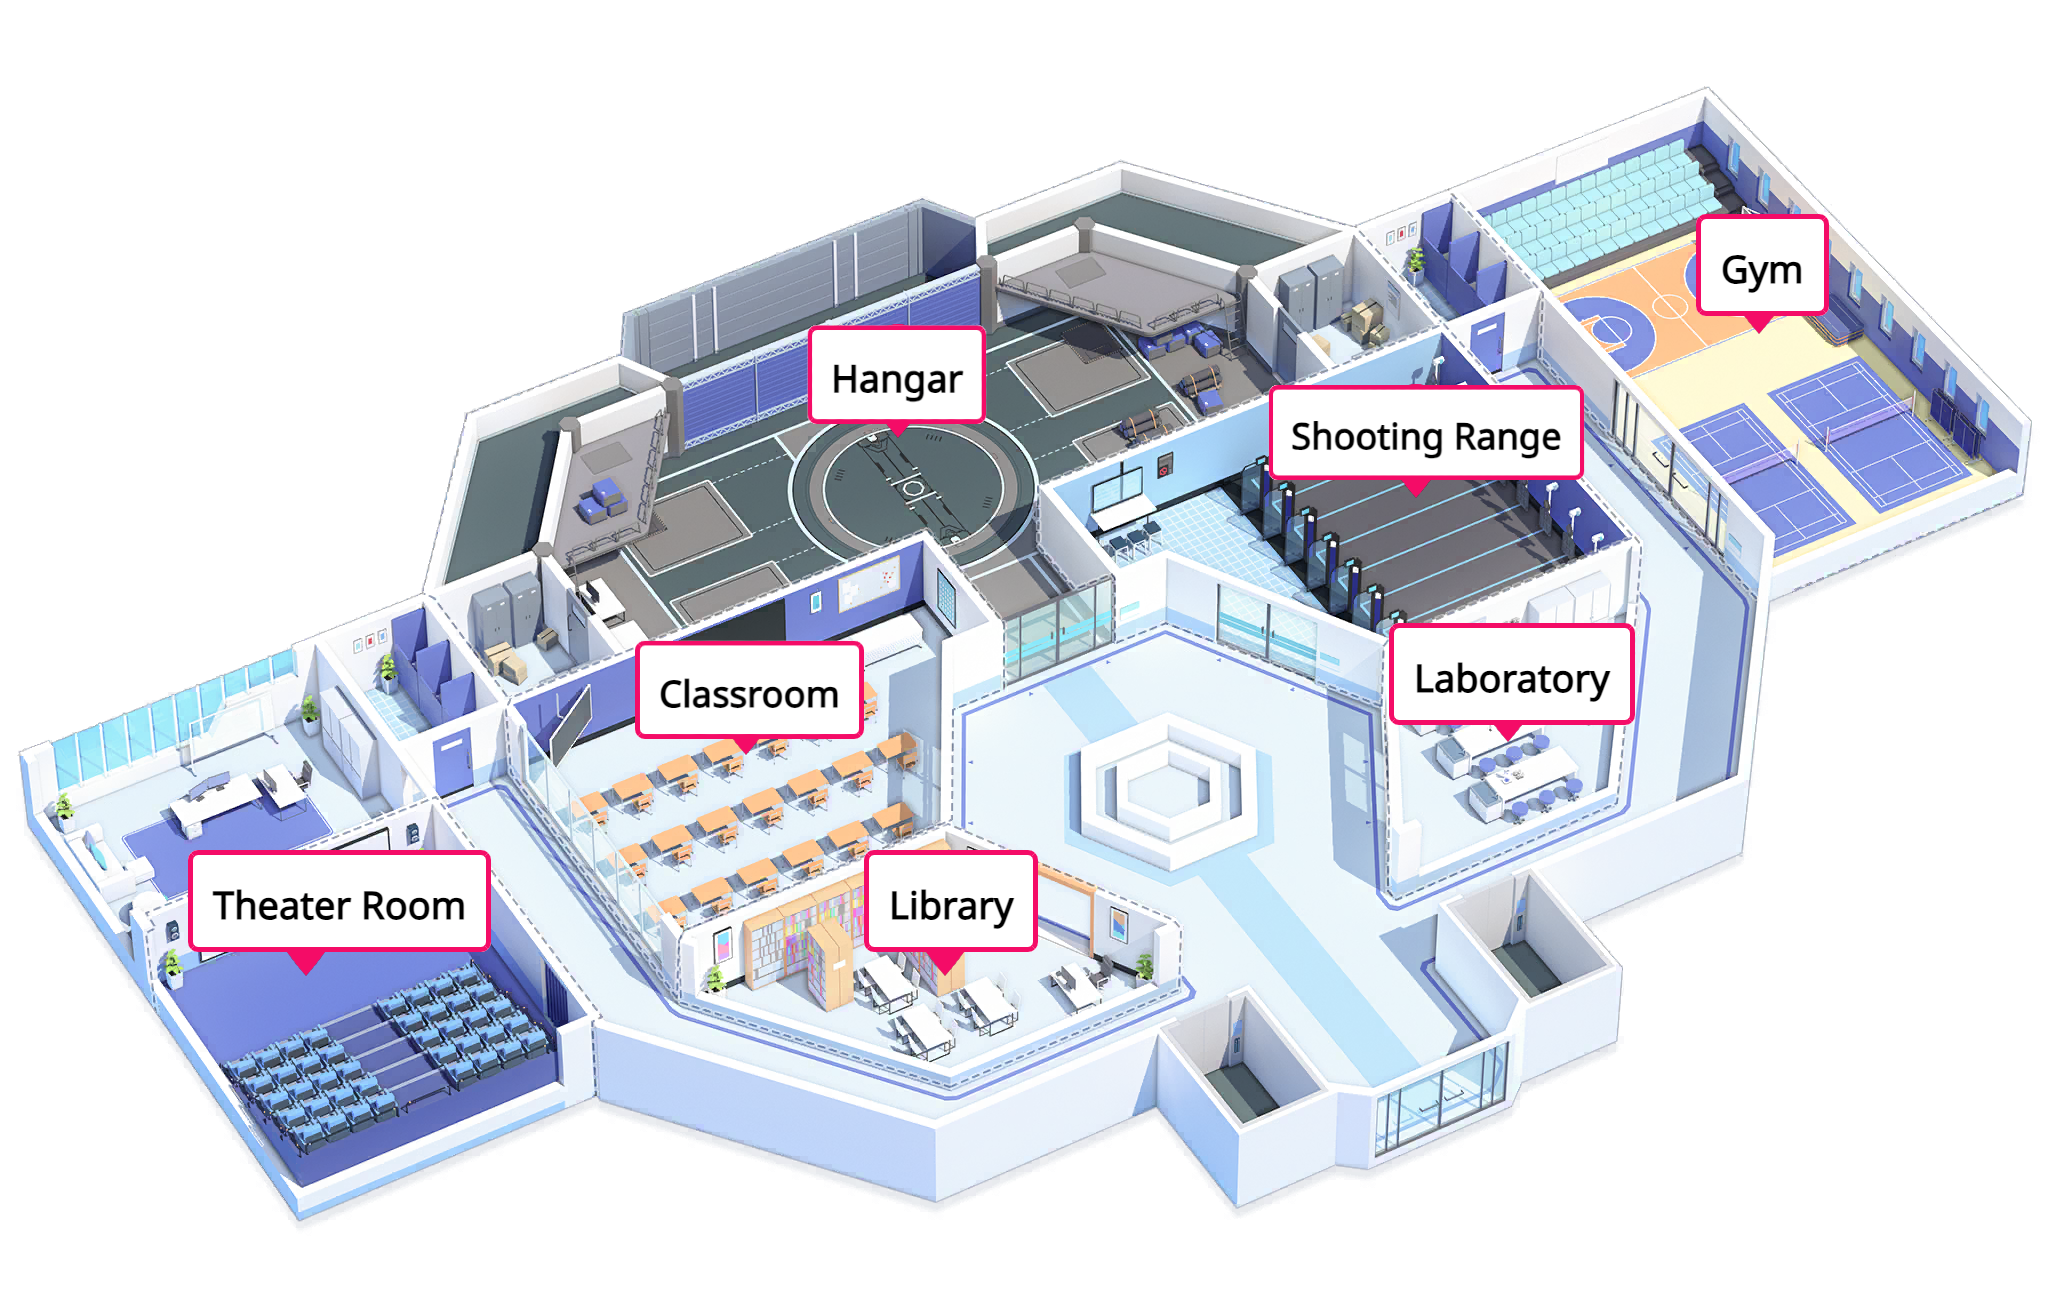 Gym
Hangar
Shooting Range
Classroom
Laboratory
Theater Room
Library